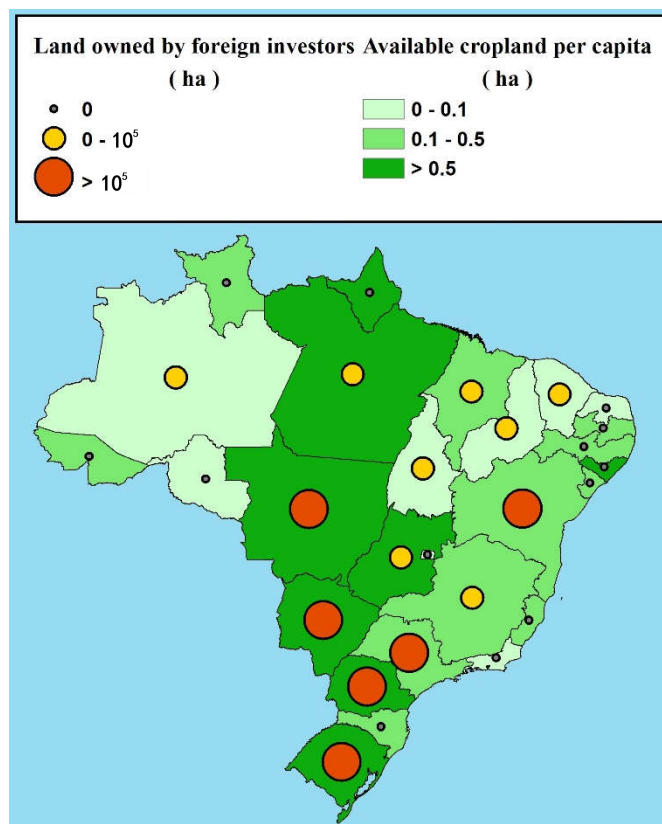 Land owned by foreign investors Available cropland per capita
( ha ) ( ha )
0 0 - 0.1
0 - 10⁵ 0.1 - 0.5
> 10⁵ > 0.5